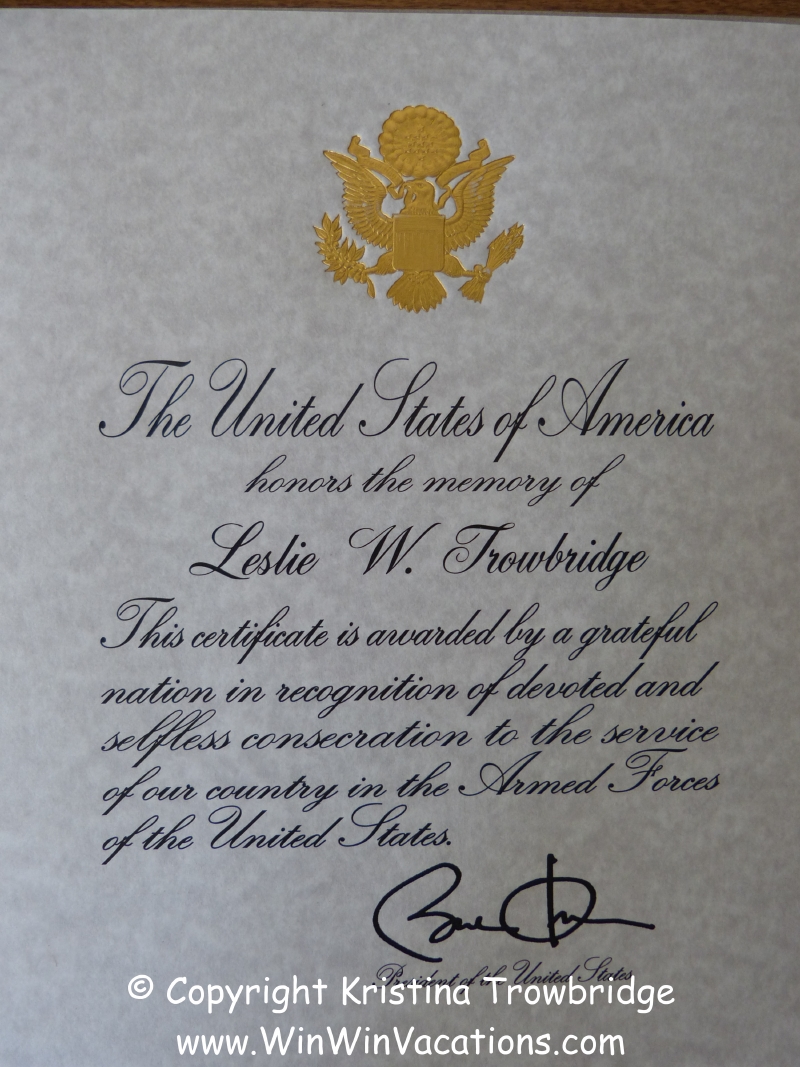 The United States of America
honors the memory of
Leslie W. Trowbridge
This certificate is awarded by a grateful
nation in recognition of devoted and
selfless consecration to the service
of our country in the Armed Forces
of the United States.
President of the United States
© Copyright Kristina Trowbridge
www.WinWinVacations.com